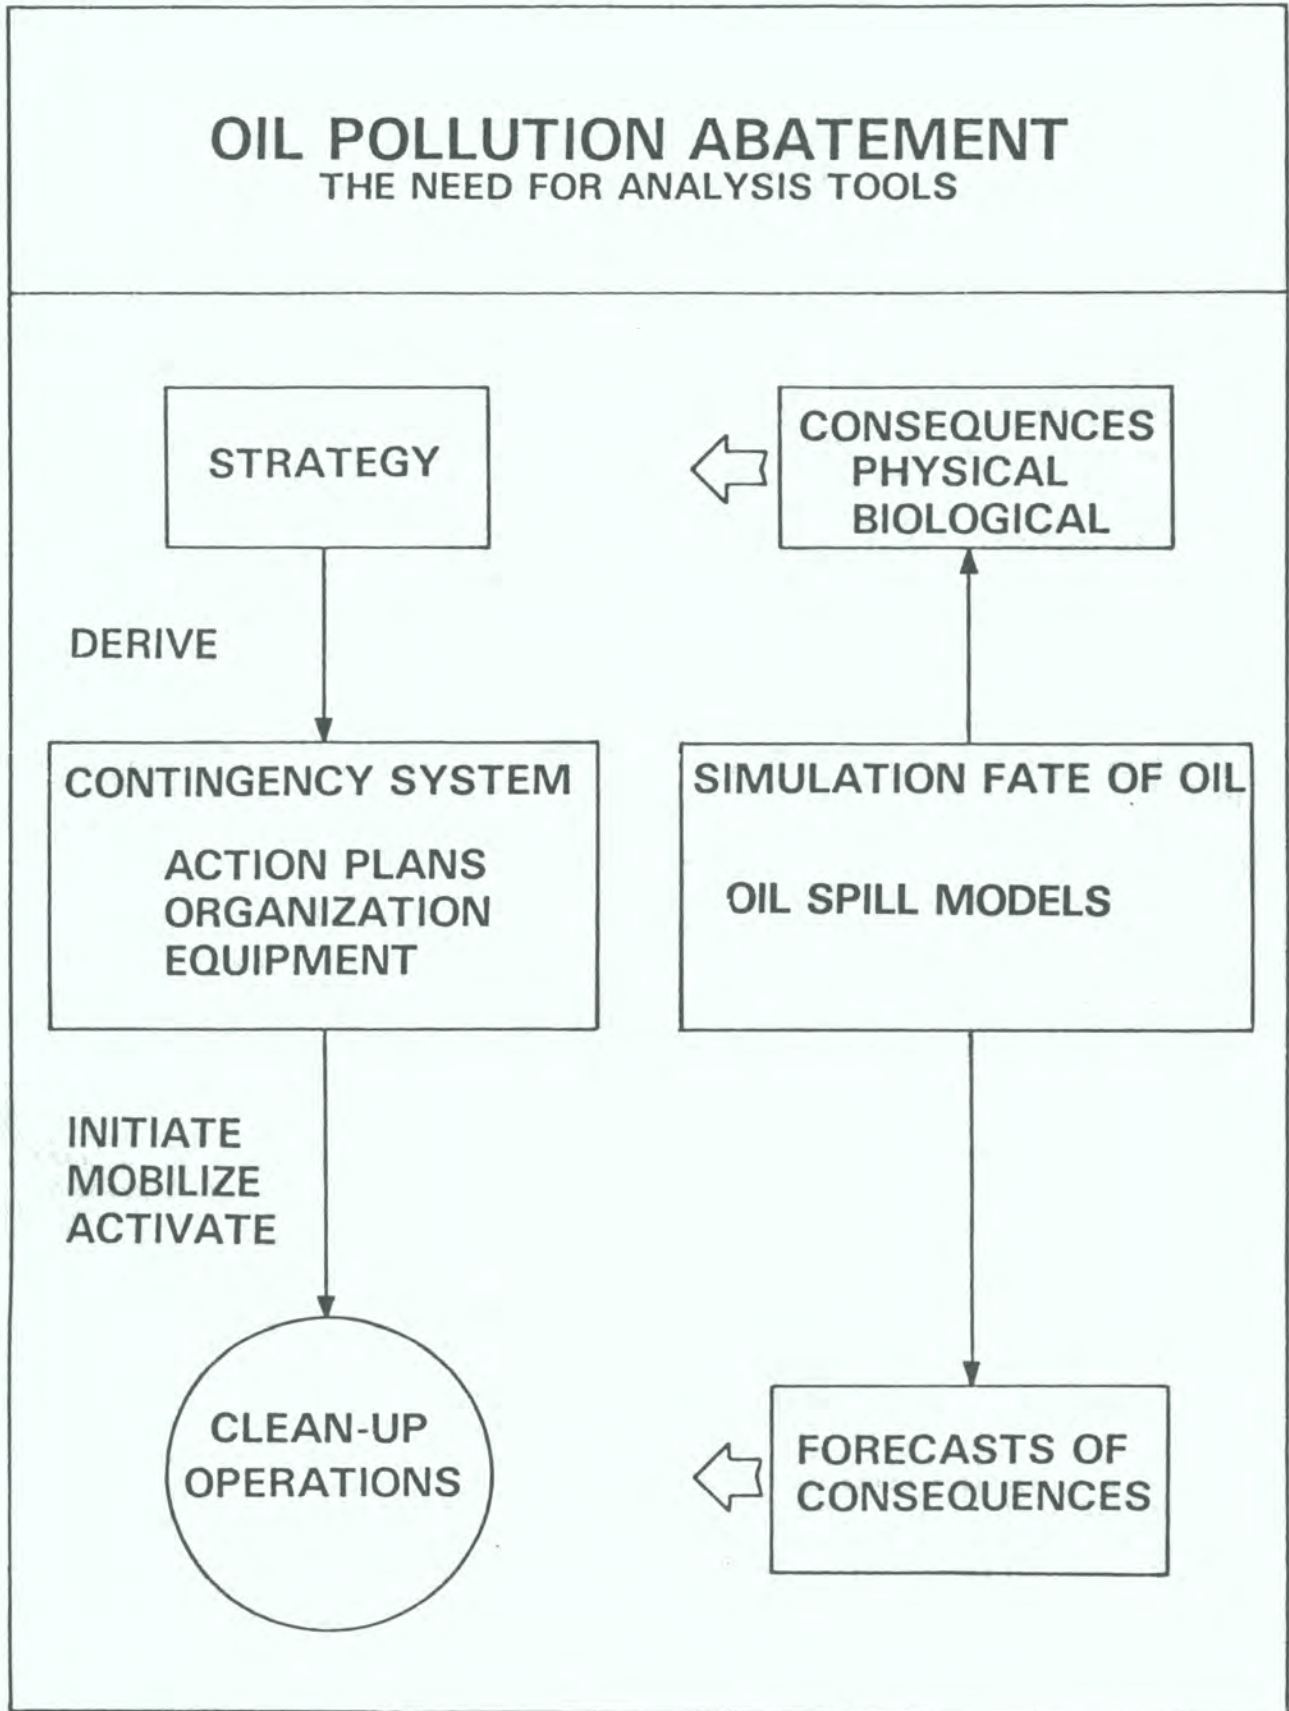 OIL POLLUTION ABATEMENT
THE NEED FOR ANALYSIS TOOLS
STRATEGY
CONSEQUENCES
PHYSICAL
BIOLOGICAL
DERIVE
CONTINGENCY SYSTEM
ACTION PLANS
ORGANIZATION
EQUIPMENT
SIMULATION FATE OF OIL
OIL SPILL MODELS
INITIATE
MOBILIZE
ACTIVATE
CLEAN-UP
OPERATIONS
FORECASTS OF
CONSEQUENCES